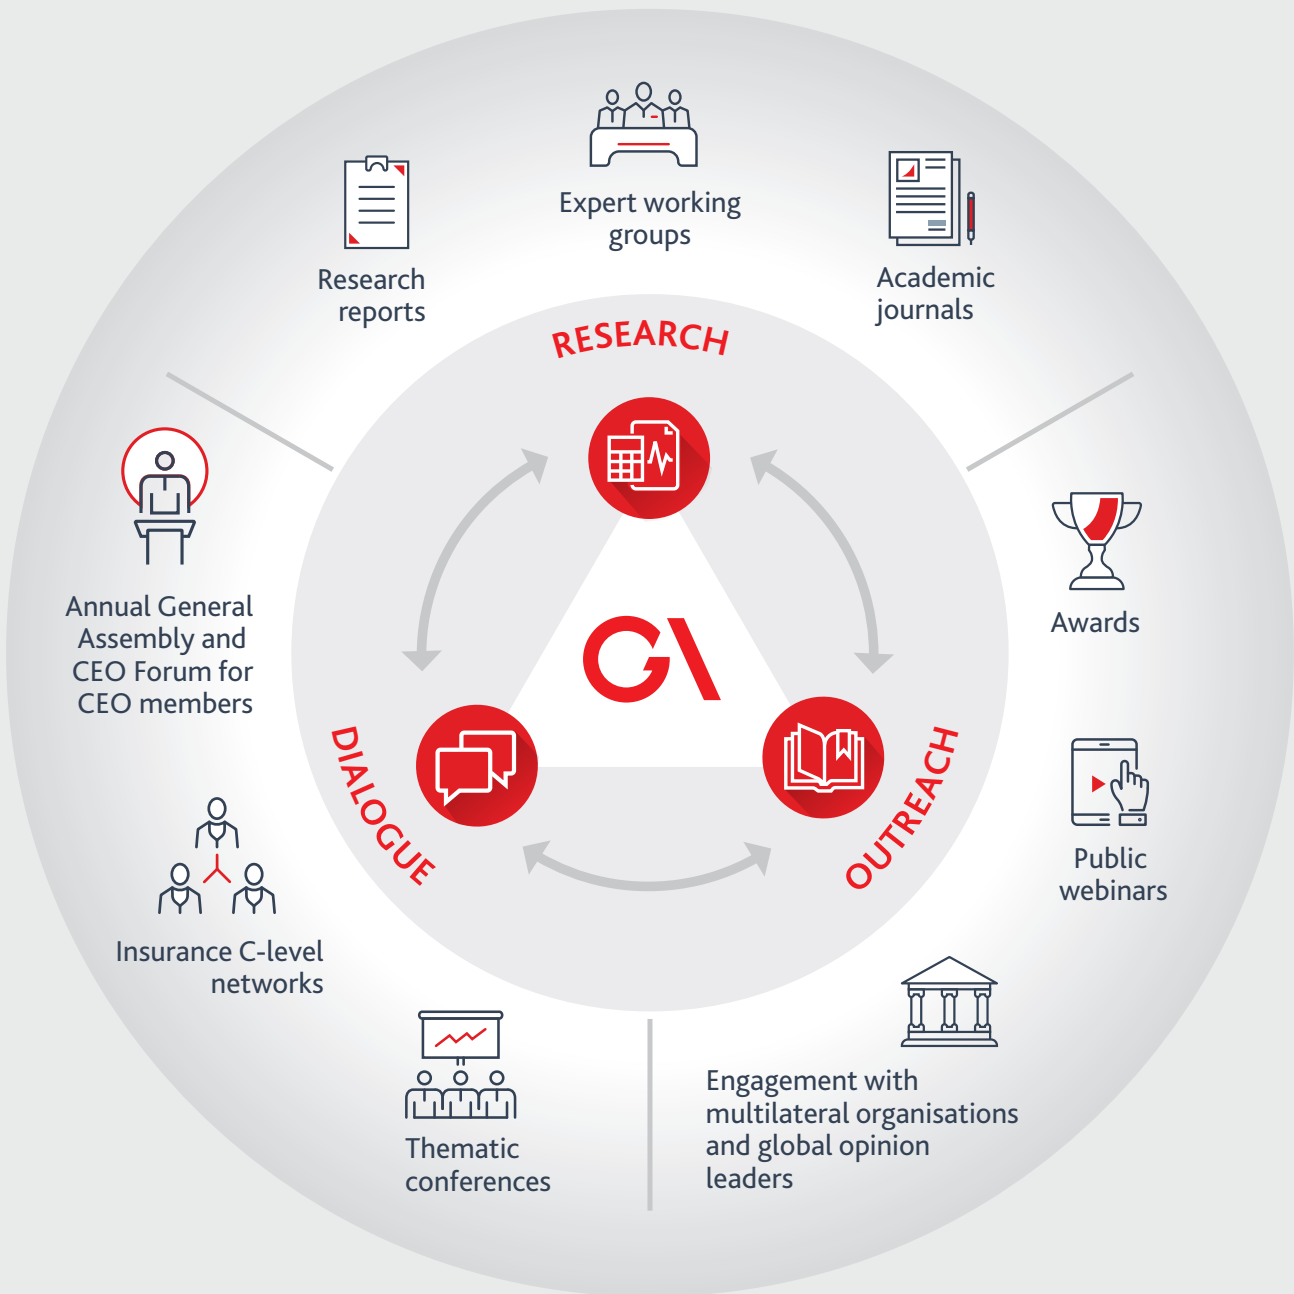 Expert working
groups
Research
reports
Academic
journals
RESEARCH
Annual General
Assembly and
CEO Forum for
CEO members
Awards
GA
DIALOGUE
OUTREACH
Public
webinars
Insurance C-level
networks
Thematic
conferences
Engagement with
multilateral organisations
and global opinion
leaders